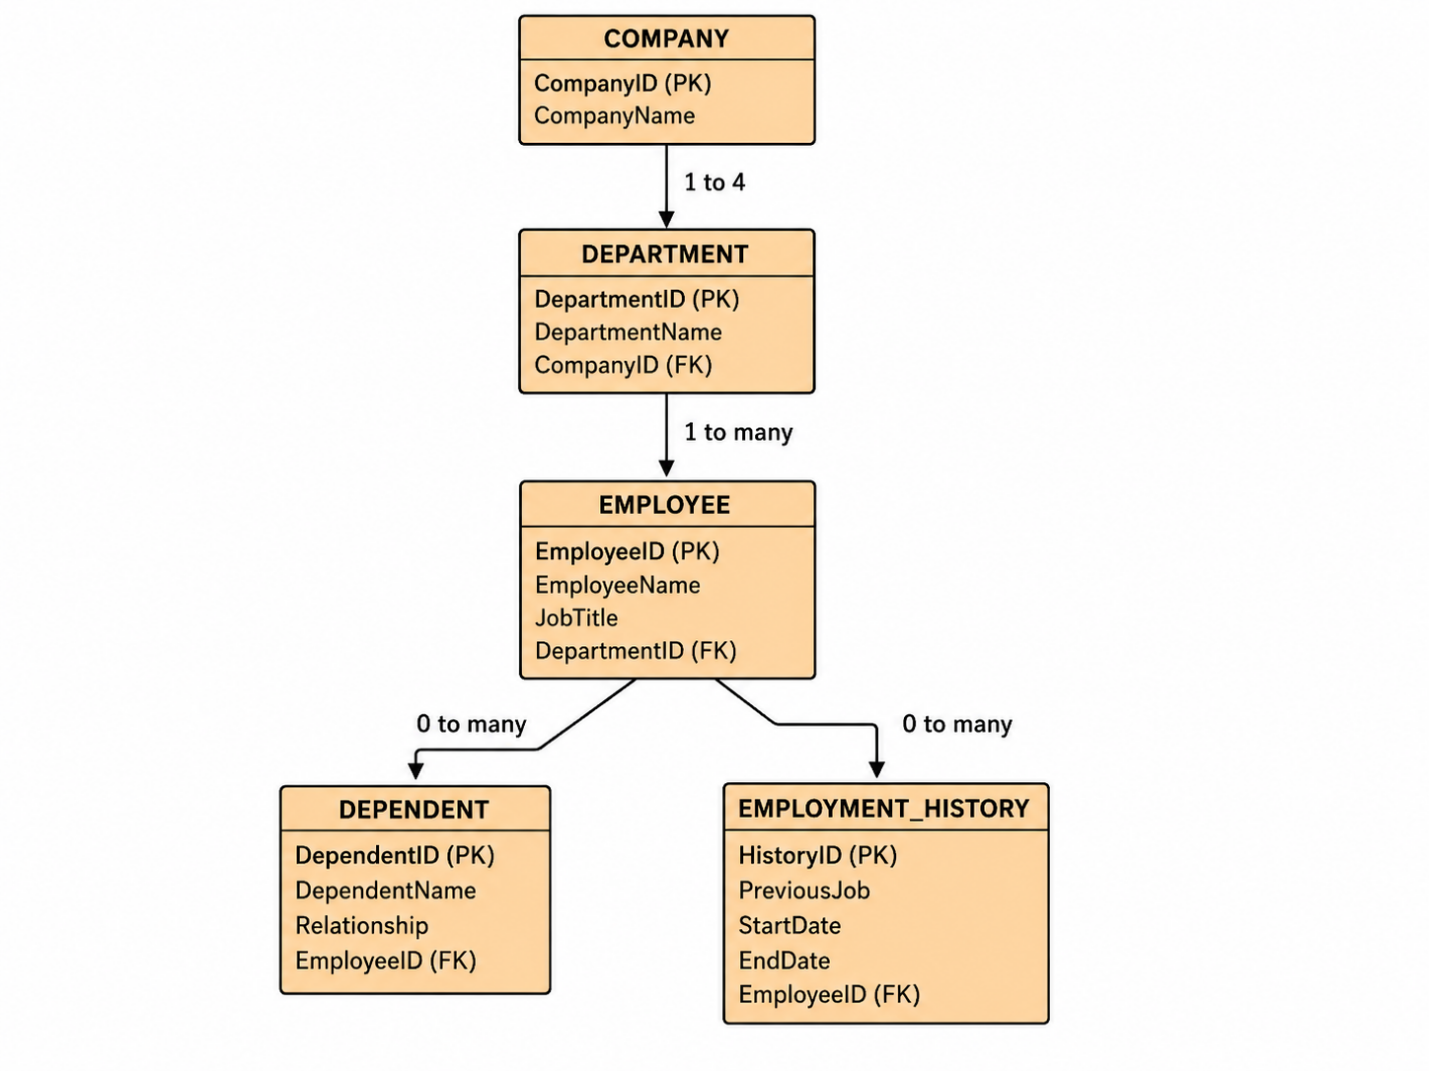 COMPANY
CompanyID (PK)
CompanyName
1 to 4
DEPARTMENT
DepartmentID (PK)
DepartmentName
CompanyID (FK)
1 to many
EMPLOYEE
EmployeeID (PK)
EmployeeName
JobTitle
DepartmentID (FK)
0 to many
0 to many
DEPENDENT
DependentID (PK)
DependentName
Relationship
EmployeeID (FK)
EMPLOYMENT_HISTORY
HistoryID (PK)
PreviousJob
StartDate
EndDate
EmployeeID (FK)